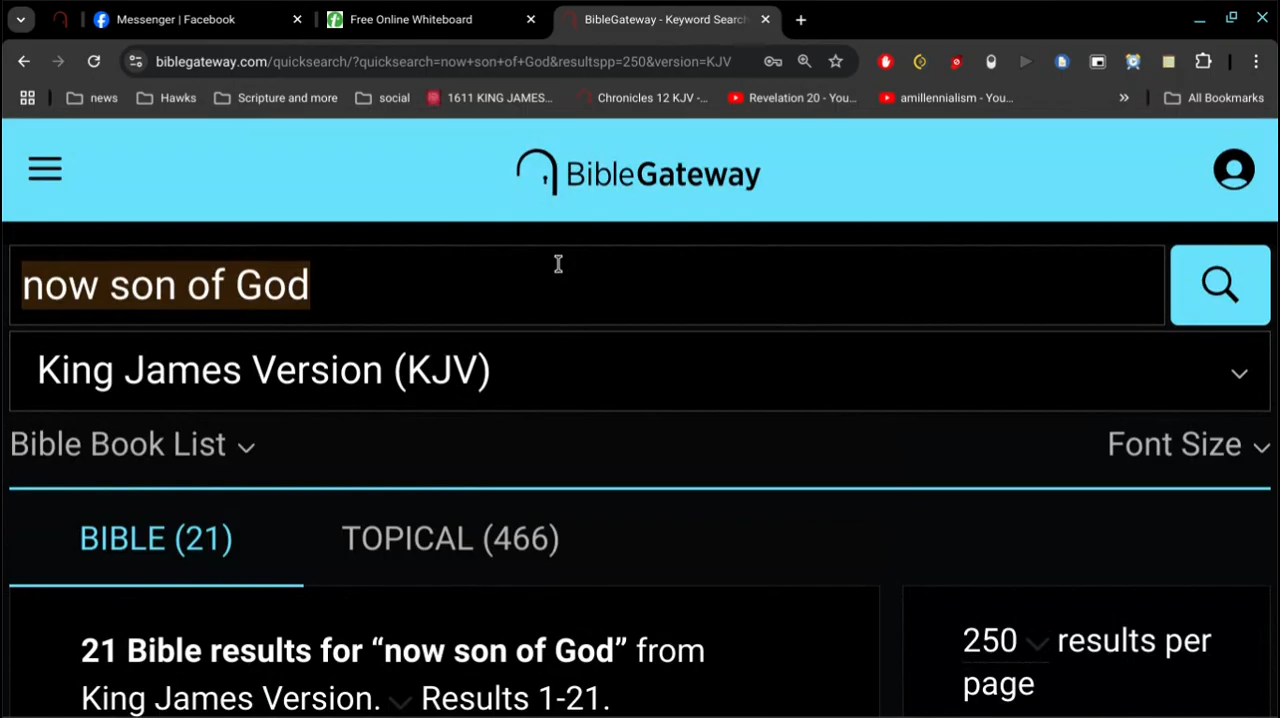 Messenger | Facebook
Free Online Whiteboard
BibleGateway - Keyword Search
biblegateway.com/quicksearch/?quicksearch=now+son+of+God&resultspp=250&version=KJV
news
Hawks
Scripture and more
social
1611 KING JAMES...
Chronicles 12 KJV -...
Revelation 20 - You...
amillennialism - You...
»
All Bookmarks
BibleGateway
now son of God
King James Version (KJV)
Bible Book List
Font Size
BIBLE (21)
TOPICAL (466)
21 Bible results for “now son of God” from
King James Version. Results 1-21.
250 results per
page